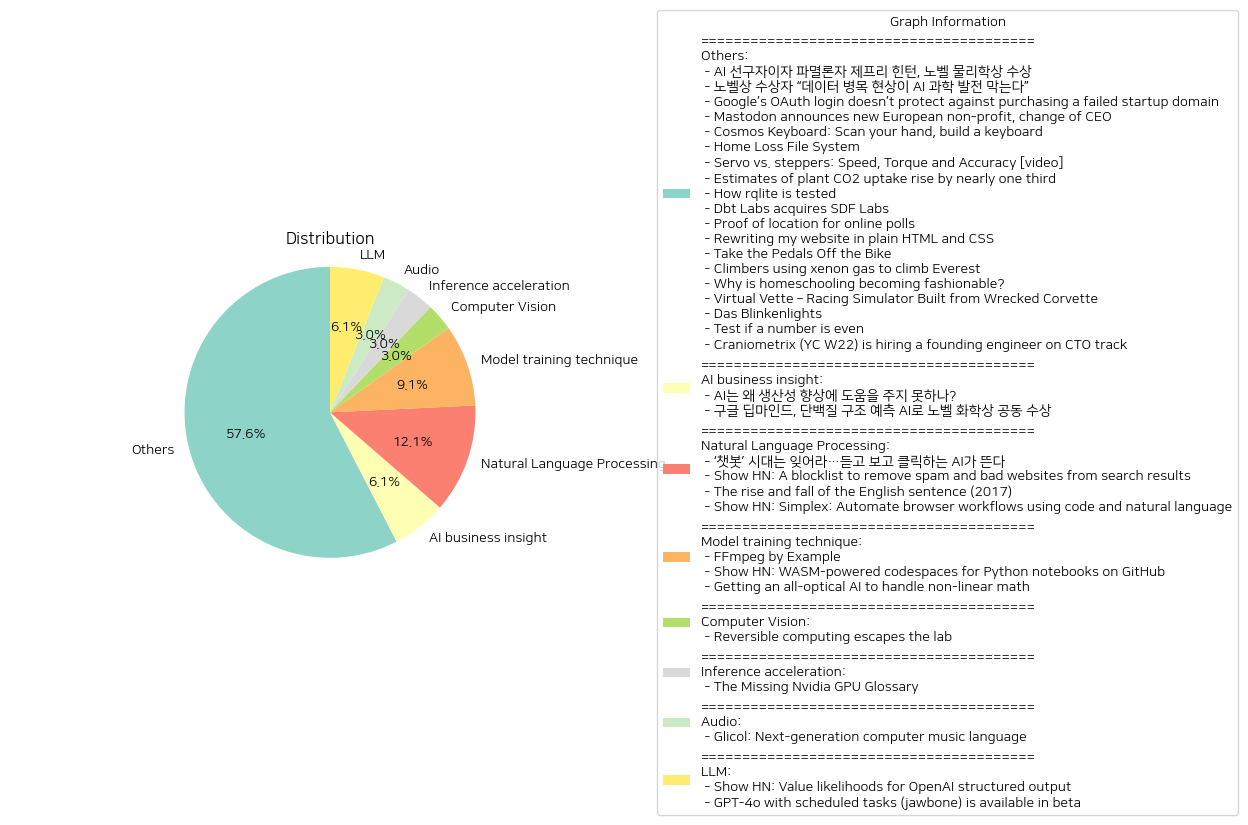 Distribution
LLM
Audio
Inference acceleration
Computer Vision
Model training technique
Natural Language Processing
AI business insight
Others
6.1%
3.0%
3.0%
3.0%
9.1%
12.1%
6.1%
57.6%
Graph Information
========================================
Others:
- AI 선구자이자 파멸론자 제프리 힌턴, 노벨 물리학상 수상
- 노벨상 수상자 “데이터 병목 현상이 AI 과학 발전 막는다”
- Google’s OAuth login doesn’t protect against purchasing a failed startup domain
- Mastodon announces new European non-profit, change of CEO
- Cosmos Keyboard: Scan your hand, build a keyboard
- Home Loss File System
- Servo vs. steppers: Speed, Torque and Accuracy [video]
- Estimates of plant CO2 uptake rise by nearly one third
- How rqlite is tested
- Dbt Labs acquires SDF Labs
- Proof of location for online polls
- Rewriting my website in plain HTML and CSS
- Take the Pedals Off the Bike
- Climbers using xenon gas to climb Everest
- Why is homeschooling becoming fashionable?
- Virtual Vette – Racing Simulator Built from Wrecked Corvette
- Das Blinkenlights
- Test if a number is even
- Craniometrix (YC W22) is hiring a founding engineer on CTO track
========================================
AI business insight:
- AI는 왜 생산성 향상에 도움을 주지 못하나?
- 구글 딥마인드, 단백질 구조 예측 AI로 노벨 화학상 공동 수상
========================================
Natural Language Processing:
- ‘챗봇’ 시대는 잊어라…듣고 보고 클릭하는 AI가 뜬다
- Show HN: A blocklist to remove spam and bad websites from search results
- The rise and fall of the English sentence (2017)
- Show HN: Simplex: Automate browser workflows using code and natural language
========================================
Model training technique:
- FFmpeg by Example
- Show HN: WASM-powered codespaces for Python notebooks on GitHub
- Getting an all-optical AI to handle non-linear math
========================================
Computer Vision:
- Reversible computing escapes the lab
========================================
Inference acceleration:
- The Missing Nvidia GPU Glossary
========================================
Audio:
- Glicol: Next-generation computer music language
========================================
LLM:
- Show HN: Value likelihoods for OpenAI structured output
- GPT-4o with scheduled tasks (jawbone) is available in beta